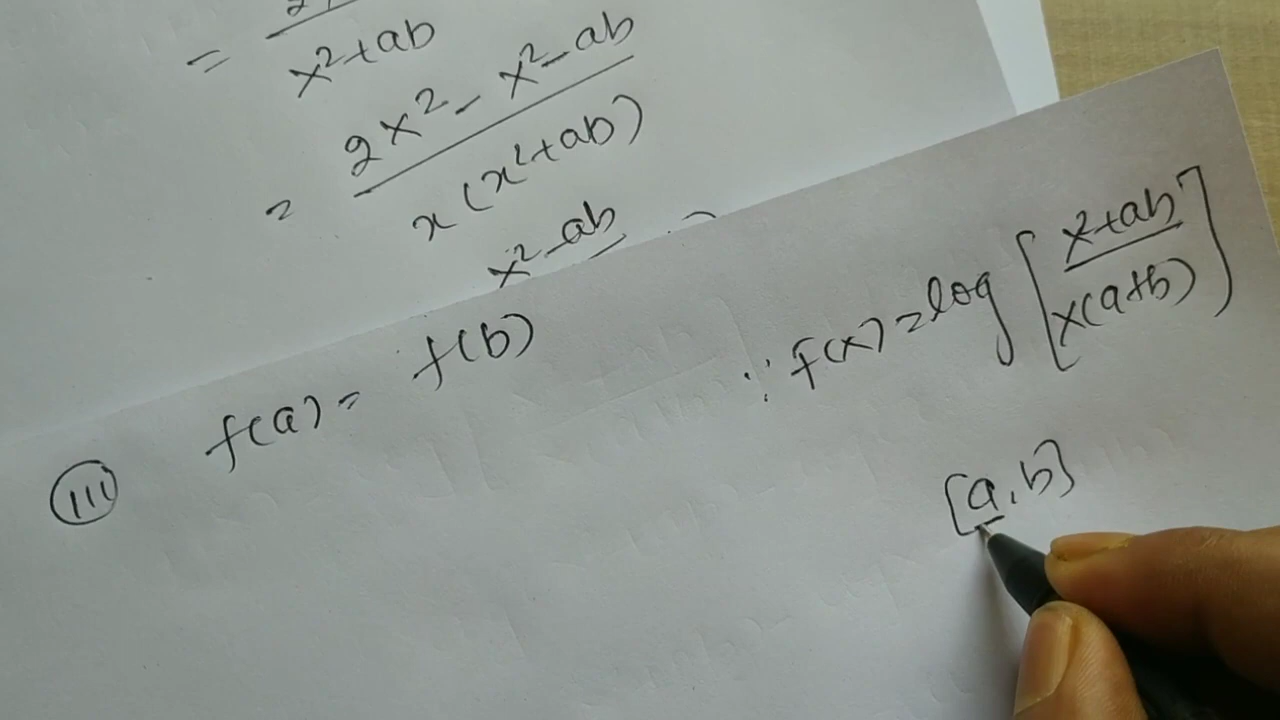 = x²+ab
= 2x² - x² - ab / x(x²+ab)
x² - ab
(III) f(a) = f(b)
∵ f(x) = log [x²+ab / x(a+b)]
[a,b]